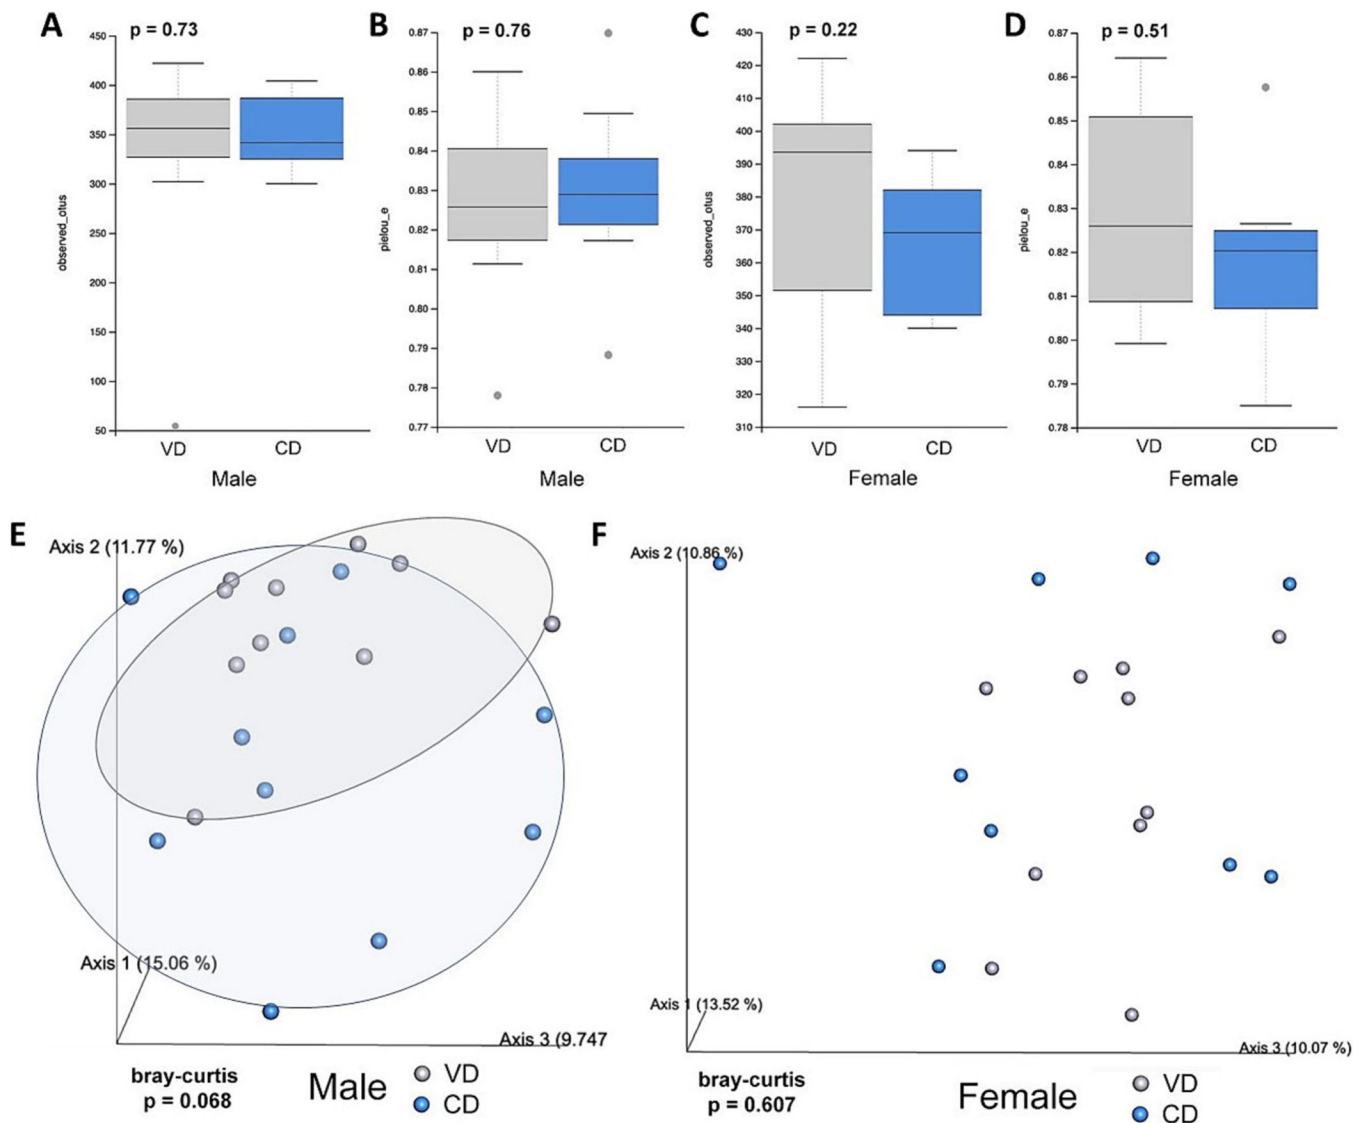 A
p = 0.73
450
400
350
300
250
200
150
100
50
observed_otus
VD
CD
Male
B
p = 0.76
0.87
0.86
0.85
0.84
0.83
0.82
0.81
0.80
0.79
0.78
0.77
pielou_e
VD
CD
Male
C
p = 0.22
430
420
410
400
390
380
370
360
350
340
330
320
310
observed_otus
VD
CD
Female
D
p = 0.51
0.87
0.86
0.85
0.84
0.83
0.82
0.81
0.80
0.79
0.78
pielou_e
VD
CD
Female
E
Axis 2 (11.77 %)
Axis 1 (15.06 %)
Axis 3 (9.747
bray-curtis
p = 0.068
Male
VD
CD
F
Axis 2 (10.86 %)
Axis 1 (13.52 %)
Axis 3 (10.07 %)
bray-curtis
p = 0.607
Female
VD
CD